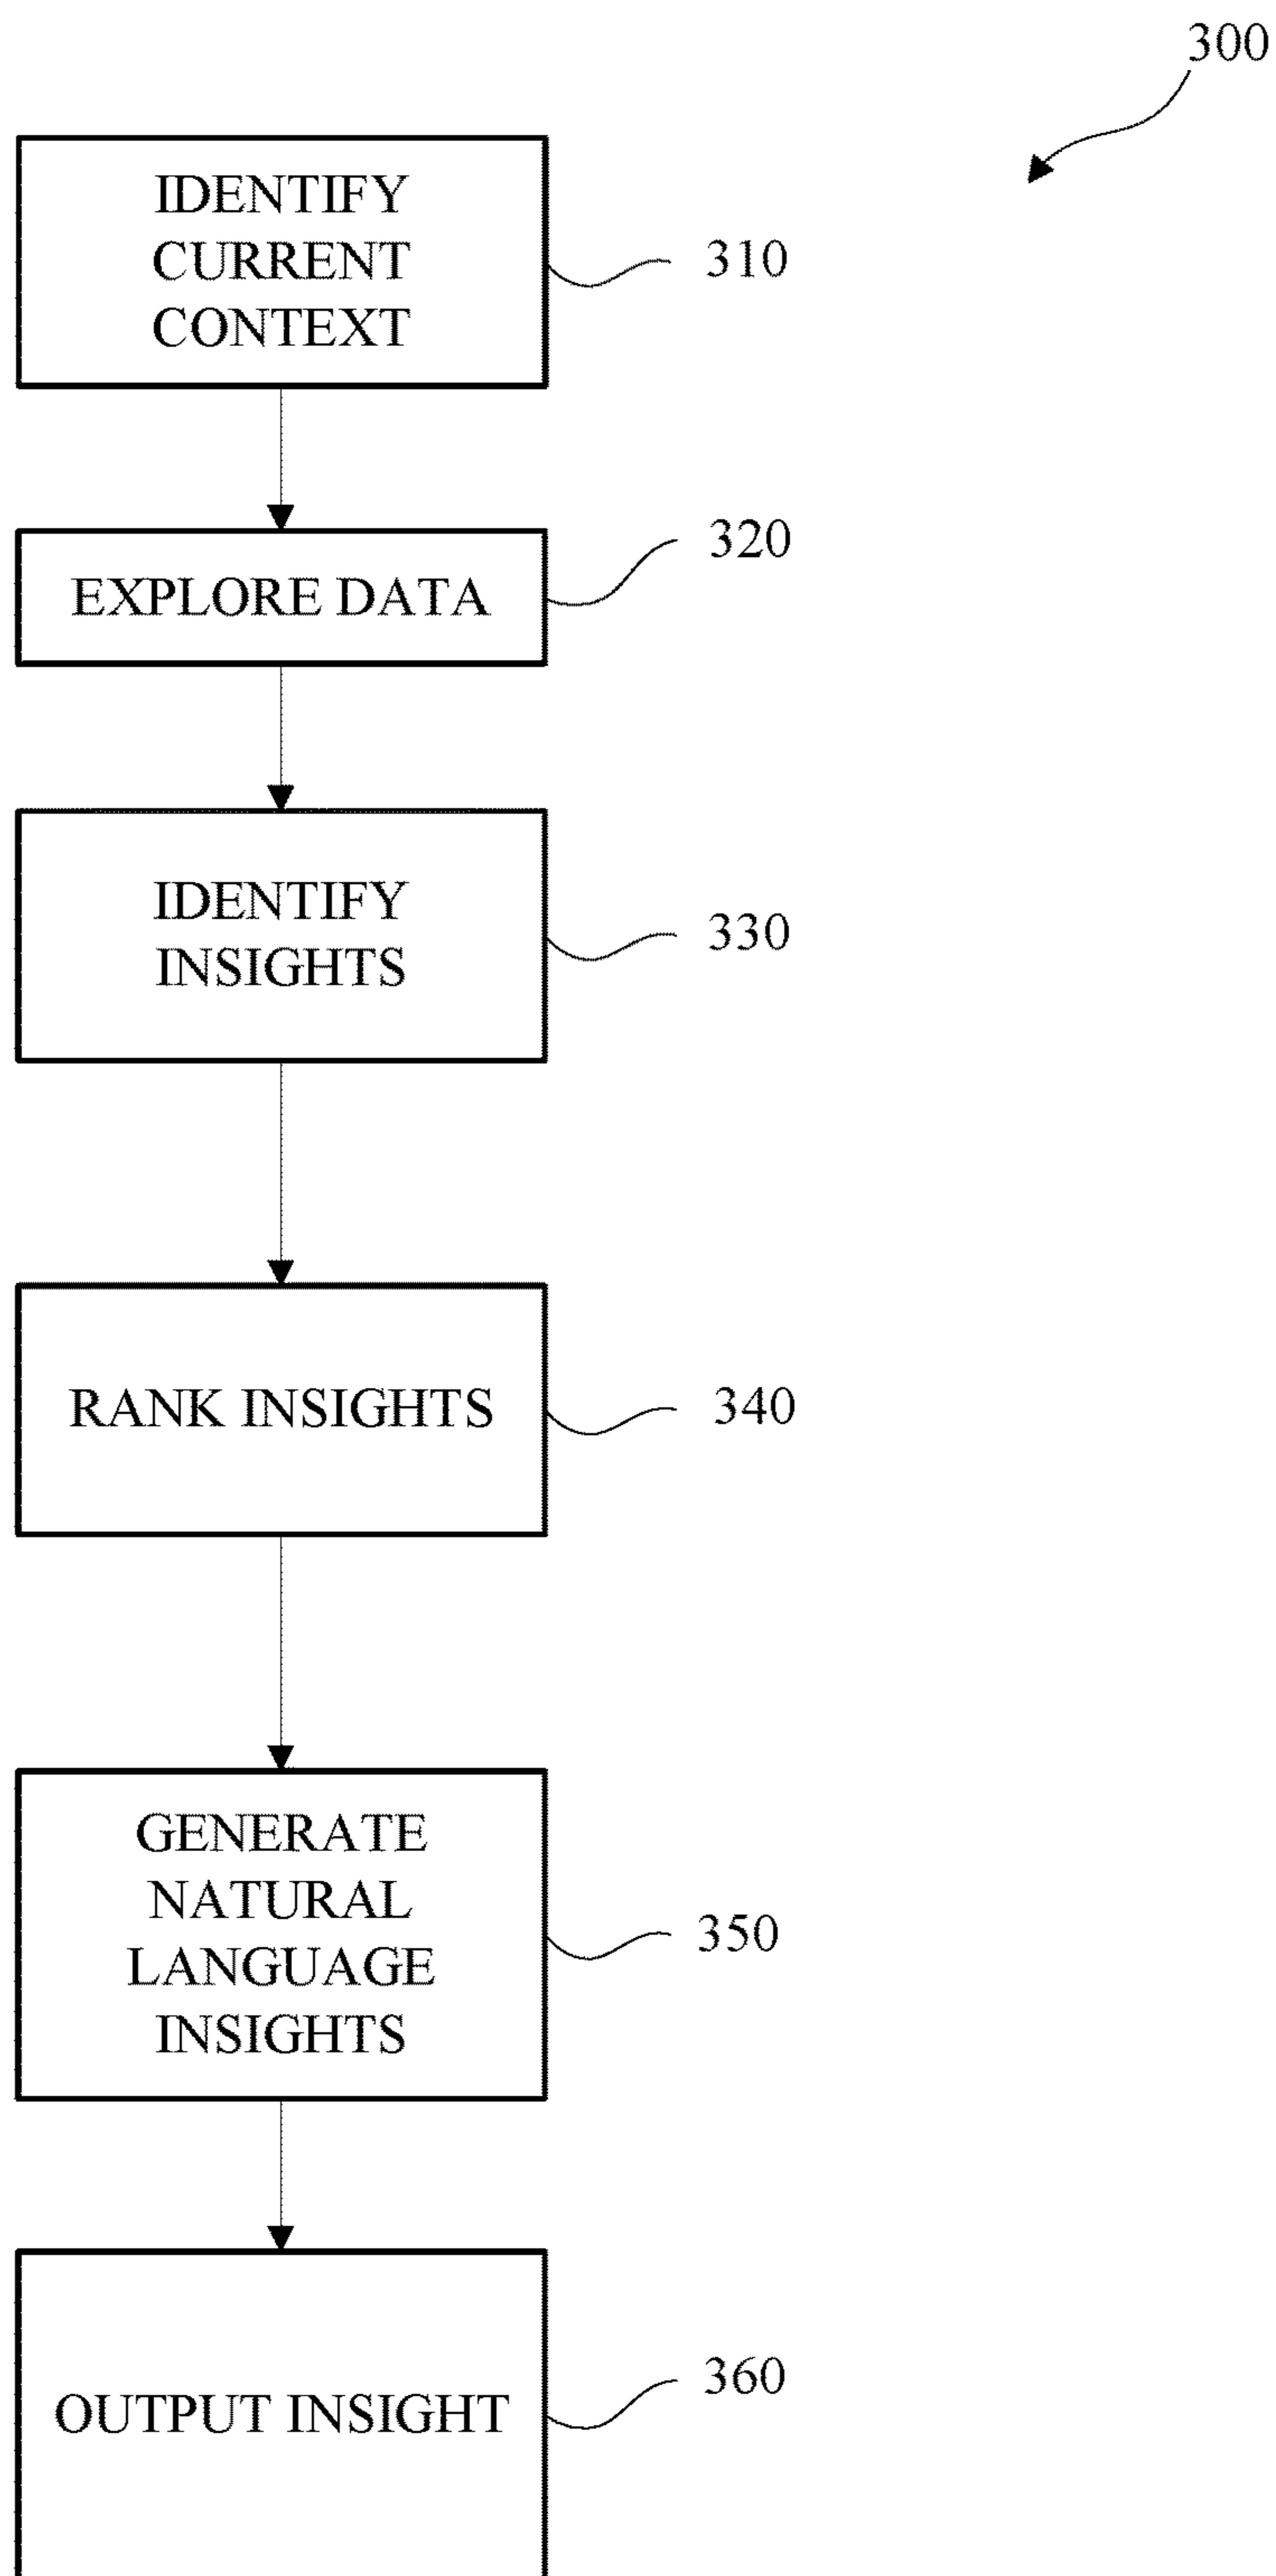 300
IDENTIFY
CURRENT
CONTEXT
310
EXPLORE DATA
320
IDENTIFY
INSIGHTS
330
RANK INSIGHTS
340
GENERATE
NATURAL
LANGUAGE
INSIGHTS
350
OUTPUT INSIGHT
360